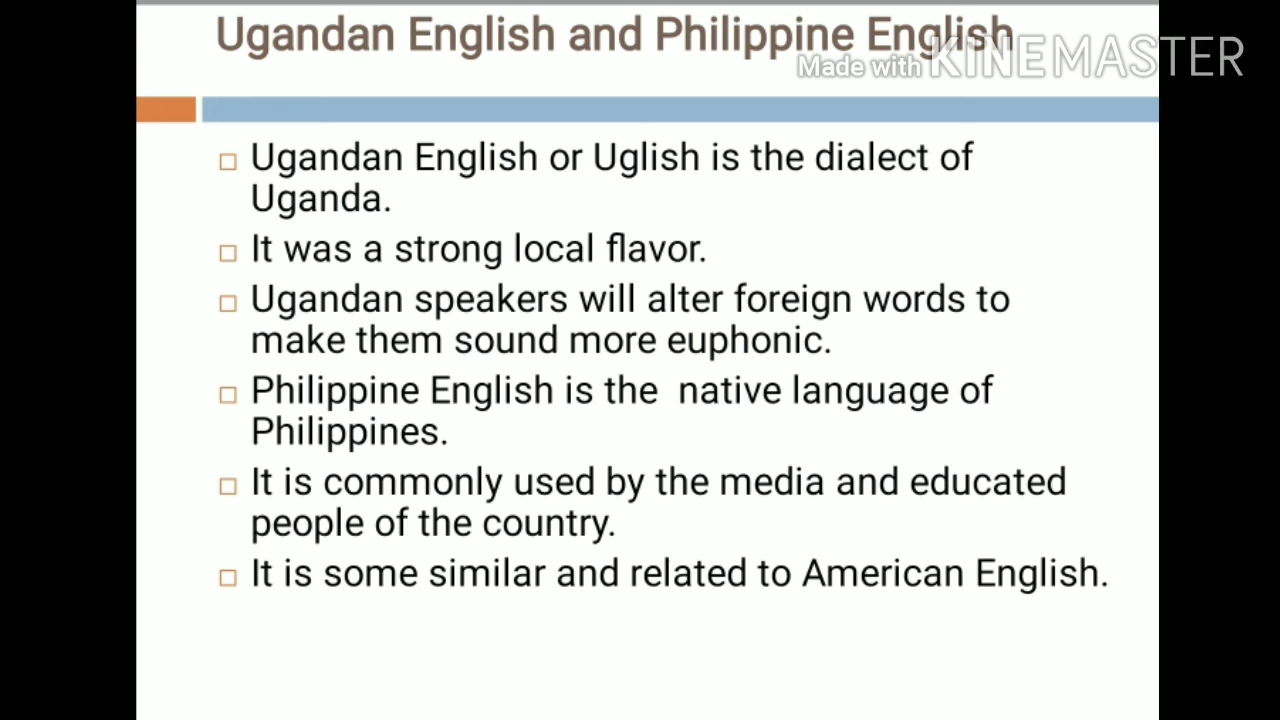 Ugandan English and Philippine English
Made with KINEMASTER
Ugandan English or Uglish is the dialect of
Uganda.
It was a strong local flavor.
Ugandan speakers will alter foreign words to
make them sound more euphonic.
Philippine English is the native language of
Philippines.
It is commonly used by the media and educated
people of the country.
It is some similar and related to American English.